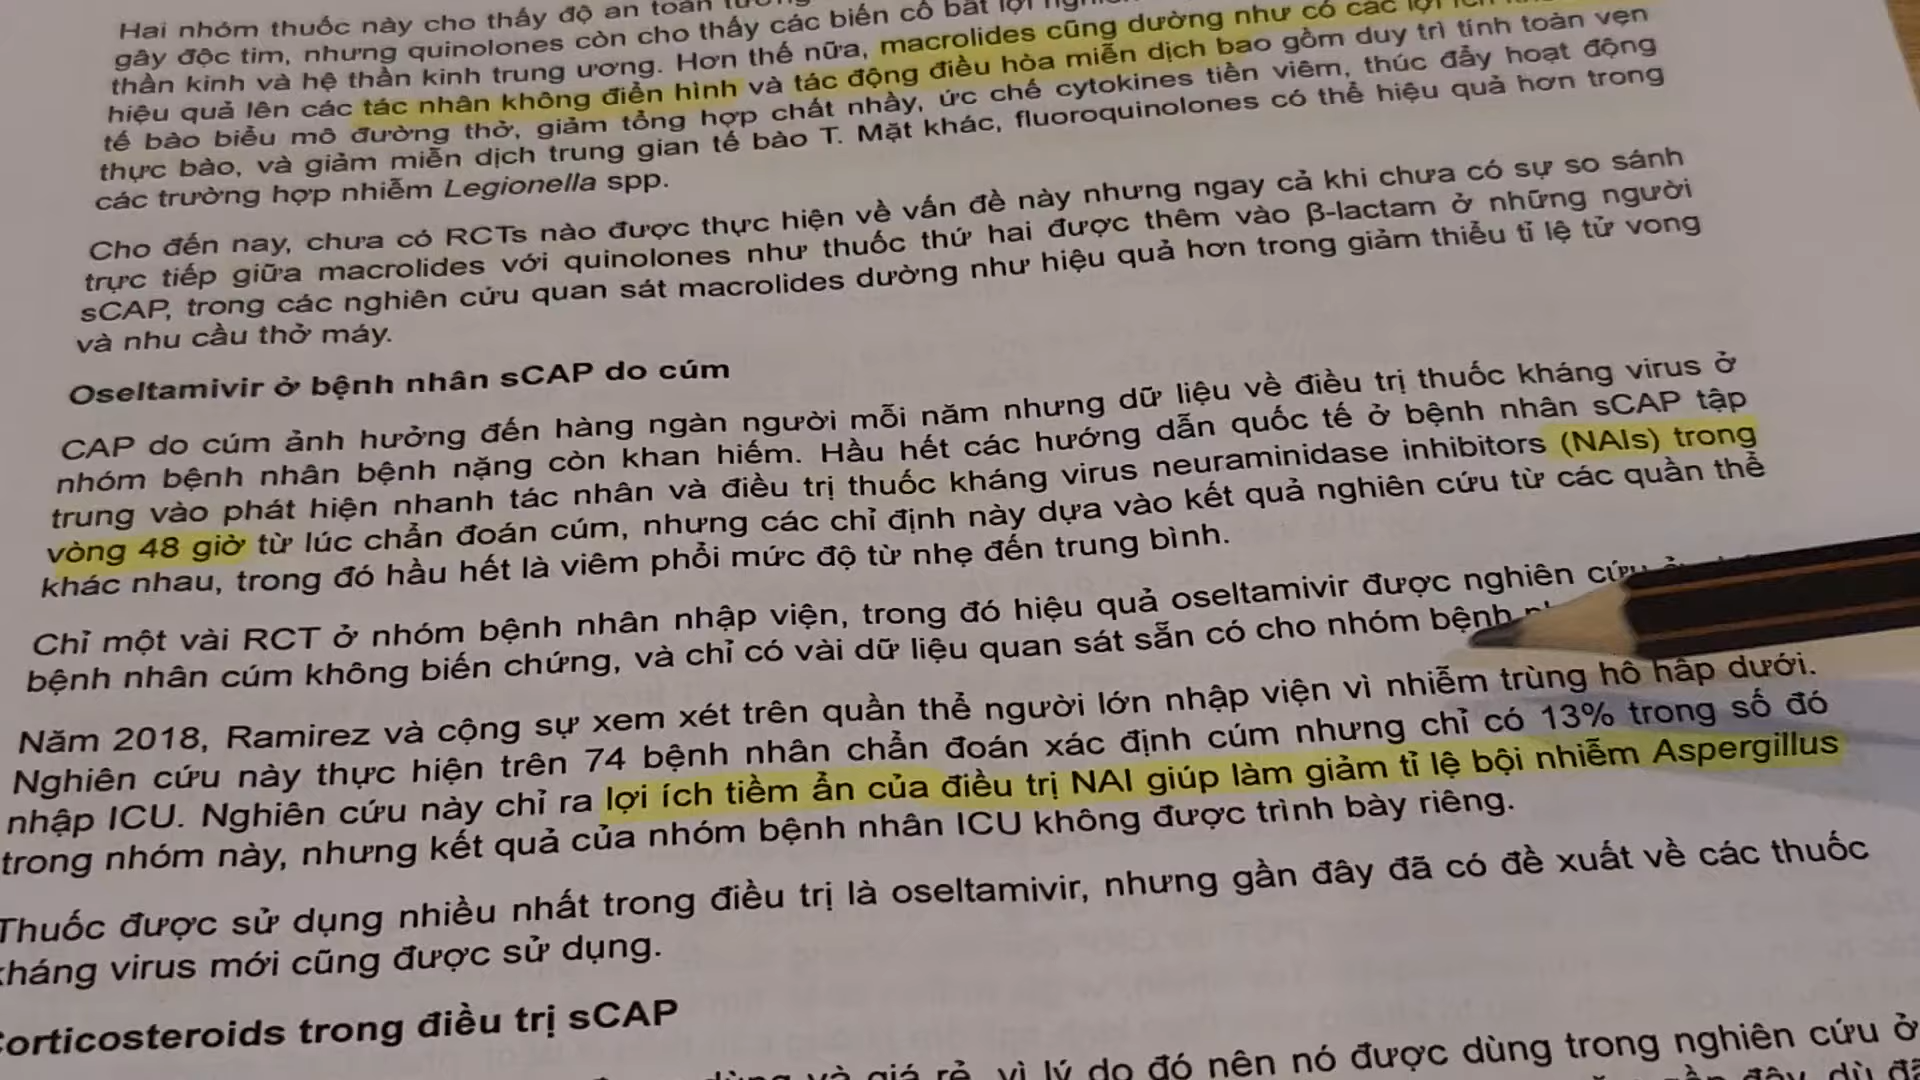 Hai nhóm thuốc này cho thấy độ an toàn
gây độc tim, nhưng quinolones còn cho thấy các biến cố bất lợi
thần kinh và hệ thần kinh trung ương. Hơn thế nữa, macrolides cũng dường như có các lợi ích
hiệu quả lên các tác nhân không điển hình và tác động điều hòa miễn dịch bao gồm duy trì tính toàn vẹn
tế bào biểu mô đường thở, giảm tổng hợp chất nhầy, ức chế cytokines tiền viêm, thúc đẩy hoạt động
thực bào, và giảm miễn dịch trung gian tế bào T. Mặt khác, fluoroquinolones có thể hiệu quả hơn trong
các trường hợp nhiễm Legionella spp.
Cho đến nay, chưa có RCTs nào được thực hiện về vấn đề này nhưng ngay cả khi chưa có sự so sánh
trực tiếp giữa macrolides với quinolones như thuốc thứ hai được thêm vào β-lactam ở những người
sCAP, trong các nghiên cứu quan sát macrolides dường như hiệu quả hơn trong giảm thiểu tỉ lệ tử vong
và nhu cầu thở máy.
Oseltamivir ở bệnh nhân sCAP do cúm
CAP do cúm ảnh hưởng đến hàng ngàn người mỗi năm nhưng dữ liệu về điều trị thuốc kháng virus ở
nhóm bệnh nhân bệnh nặng còn khan hiếm. Hầu hết các hướng dẫn quốc tế ở bệnh nhân sCAP tập
trung vào phát hiện nhanh tác nhân và điều trị thuốc kháng virus neuraminidase inhibitors (NAIs) trong
vòng 48 giờ từ lúc chẩn đoán cúm, nhưng các chỉ định này dựa vào kết quả nghiên cứu từ các quần thể
khác nhau, trong đó hầu hết là viêm phổi mức độ từ nhẹ đến trung bình.
Chỉ một vài RCT ở nhóm bệnh nhân nhập viện, trong đó hiệu quả oseltamivir được nghiên cứu
bệnh nhân cúm không biến chứng, và chỉ có vài dữ liệu quan sát sẵn có cho nhóm bệnh
Năm 2018, Ramirez và cộng sự xem xét trên quần thể người lớn nhập viện vì nhiễm trùng hô hấp dưới.
Nghiên cứu này thực hiện trên 74 bệnh nhân chẩn đoán xác định cúm nhưng chỉ có 13% trong số đó
nhập ICU. Nghiên cứu này chỉ ra lợi ích tiềm ẩn của điều trị NAI giúp làm giảm tỉ lệ bội nhiễm Aspergillus
trong nhóm này, nhưng kết quả của nhóm bệnh nhân ICU không được trình bày riêng.
Thuốc được sử dụng nhiều nhất trong điều trị là oseltamivir, nhưng gần đây đã có đề xuất về các thuốc
kháng virus mới cũng được sử dụng.
Corticosteroids trong điều trị sCAP
và giá rẻ, vì lý do đó nên nó được dùng trong nghiên cứu ở